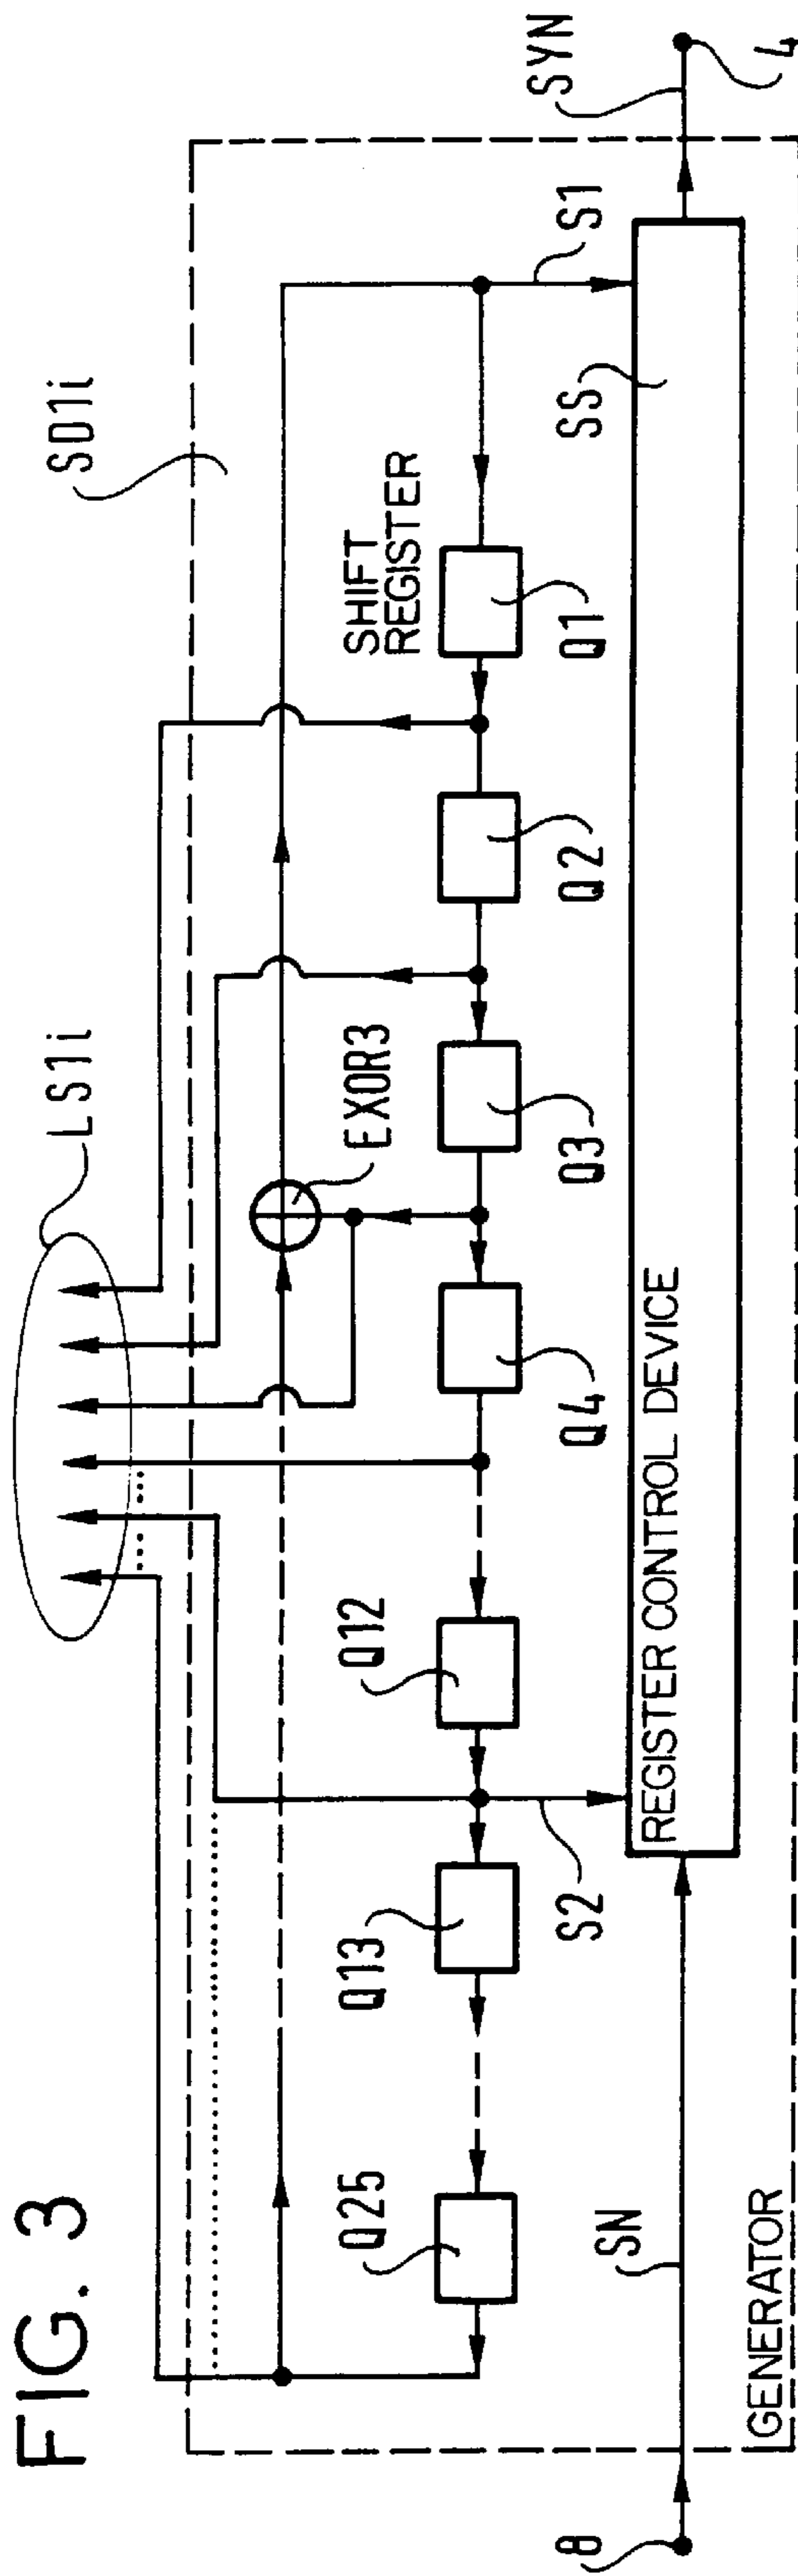 FIG. 3
LS1i
SD1i
SHIFT
REGISTER
EXOR3
Q25
Q13
Q12
Q4
Q3
Q2
Q1
S2
SS
S1
SYN
SN
REGISTER CONTROL DEVICE
GENERATOR
8
4